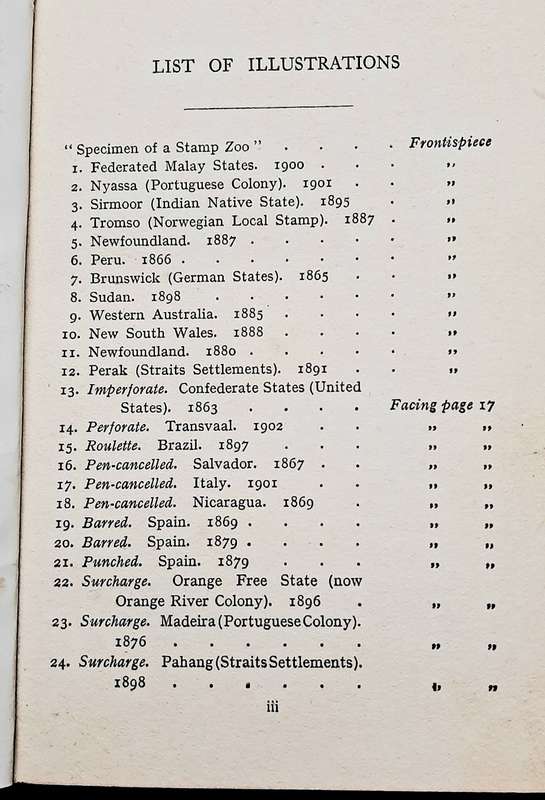 LIST OF ILLUSTRATIONS
“Specimen of a Stamp Zoo” . . . . Frontispiece
1. Federated Malay States. 1900 . . . ”
2. Nyassa (Portuguese Colony). 1901 . . ”
3. Sirmoor (Indian Native State). 1895 . . ”
4. Tromso (Norwegian Local Stamp). 1887 . ”
5. Newfoundland. 1887 . . . . . ”
6. Peru. 1866 . . . . . . . ”
7. Brunswick (German States). 1865 . . ”
8. Sudan. 1898 . . . . . . ”
9. Western Australia. 1885 . . . . ”
10. New South Wales. 1888 . . . . ”
11. Newfoundland. 1880 . . . . . ”
12. Perak (Straits Settlements). 1891 . . ”
13. Imperforate. Confederate States (United
States). 1863 . . . . Facing page 17
14. Perforate. Transvaal. 1902 . . ” ”
15. Roulette. Brazil. 1897 . . . ” ”
16. Pen-cancelled. Salvador. 1867 . . ” ”
17. Pen-cancelled. Italy. 1901 . . ” ”
18. Pen-cancelled. Nicaragua. 1869 . ” ”
19. Barred. Spain. 1869 . . . . ” ”
20. Barred. Spain. 1879 . . . . ” ”
21. Punched. Spain. 1879 . . . ” ”
22. Surcharge. Orange Free State (now
Orange River Colony). 1896 . ” ”
23. Surcharge. Madeira (Portuguese Colony).
1876 . . . . . . ” ”
24. Surcharge. Pahang (Straits Settlements).
1898 . . . . . . ” ”
iii